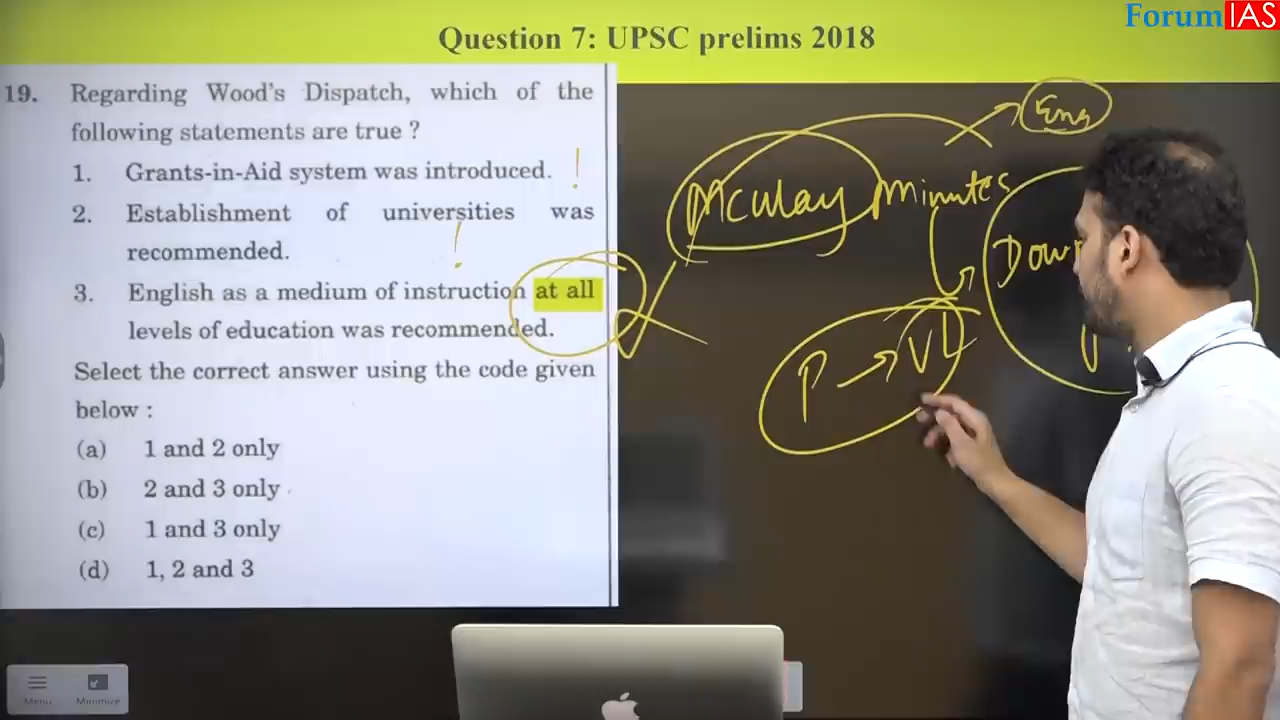 ForumIAS
Question 7: UPSC prelims 2018
19. Regarding Wood's Dispatch, which of the
following statements are true ?
1. Grants-in-Aid system was introduced.
2. Establishment of universities was
recommended.
3. English as a medium of instruction at all
levels of education was recommended.
Select the correct answer using the code given
below :
(a) 1 and 2 only
(b) 2 and 3 only
(c) 1 and 3 only
(d) 1, 2 and 3
Eng
Mculay Minutes
Down
P → VL
Menu
Minimize